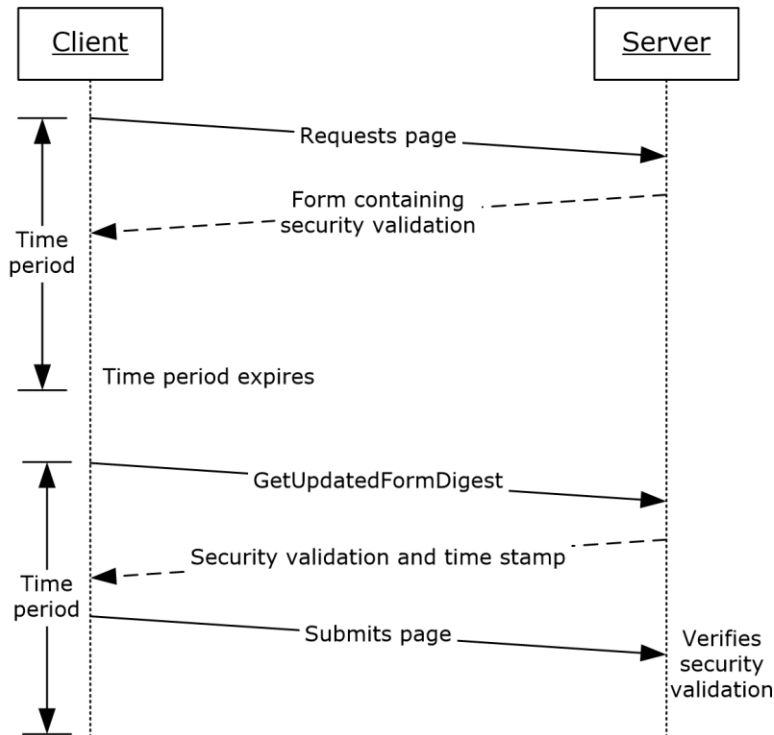 Client
Server
Requests page
Form containing
security validation
Time
period
Time period expires
GetUpdatedFormDigest
Security validation and time stamp
Time
period
Submits page
Verifies
security
validation